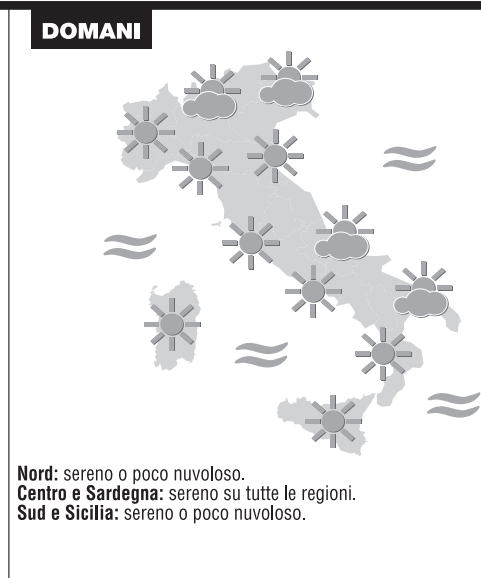 DOMANI
Nord: sereno o poco nuvoloso.
Centro e Sardegna: sereno su tutte le regioni.
Sud e Sicilia: sereno o poco nuvoloso.